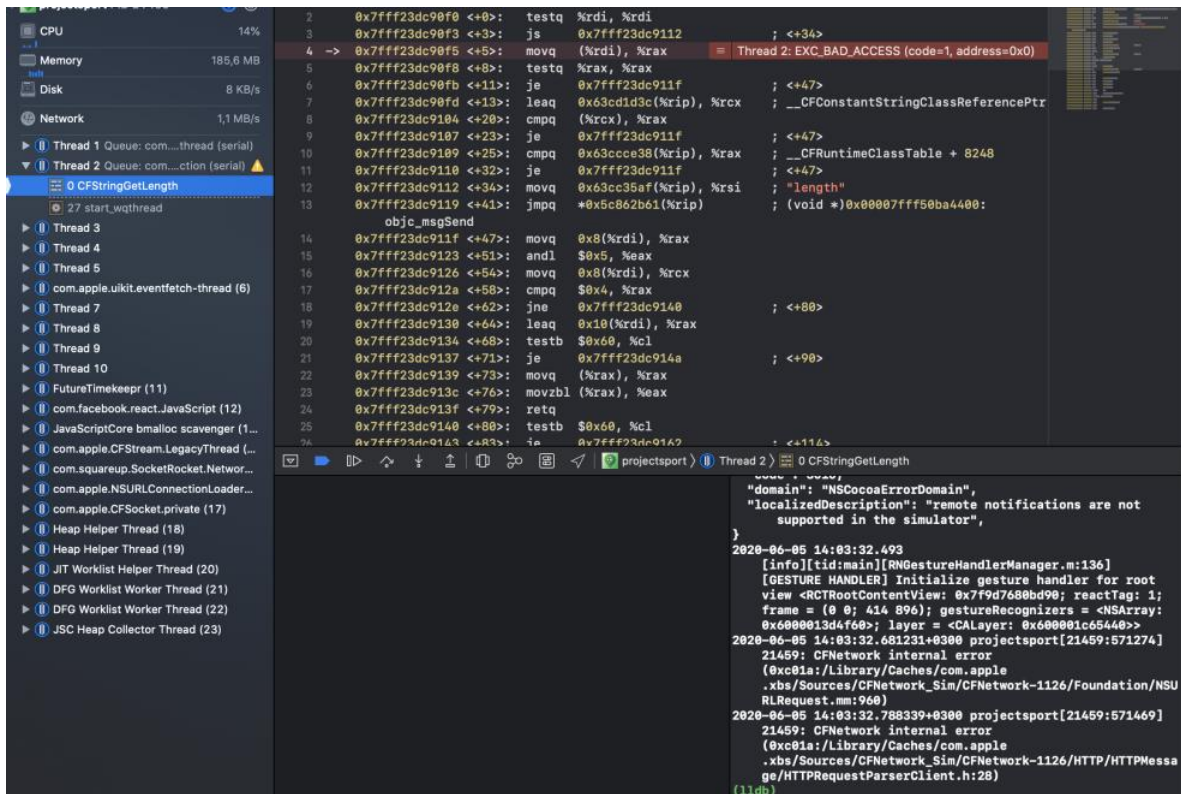 CPU 14%
Memory 185,6 MB
Disk 8 KB/s
Network 1,1 MB/s
Thread 1 Queue: com....thread (serial)
Thread 2 Queue: com....ction (serial)
0 CFStringGetLength
27 start_wqthread
Thread 3
Thread 4
Thread 5
com.apple.uikit.eventfetch-thread (6)
Thread 7
Thread 8
Thread 9
Thread 10
FutureTimekeepr (11)
com.facebook.react.JavaScript (12)
JavaScriptCore bmalloc scavenger (1...
com.apple.CFStream.LegacyThread (...
com.squareup.SocketRocket.Networ...
com.apple.NSURLConnectionLoader...
com.apple.CFSocket.private (17)
Heap Helper Thread (18)
Heap Helper Thread (19)
JIT Worklist Helper Thread (20)
DFG Worklist Worker Thread (21)
DFG Worklist Worker Thread (22)
JSC Heap Collector Thread (23)
2 0x7fff23dc90f0 <+0>: testq %rdi, %rdi
3 0x7fff23dc90f3 <+3>: js 0x7fff23dc9112 ; <+34>
4 -> 0x7fff23dc90f5 <+5>: movq (%rdi), %rax Thread 2: EXC_BAD_ACCESS (code=1, address=0x0)
5 0x7fff23dc90f8 <+8>: testq %rax, %rax
6 0x7fff23dc90fb <+11>: je 0x7fff23dc911f ; <+47>
7 0x7fff23dc90fd <+13>: leaq 0x63cd1d3c(%rip), %rcx ; __CFConstantStringClassReferencePtr
8 0x7fff23dc9104 <+20>: cmpq (%rcx), %rax
9 0x7fff23dc9107 <+23>: je 0x7fff23dc911f ; <+47>
10 0x7fff23dc9109 <+25>: cmpq 0x63ccce38(%rip), %rax ; __CFRuntimeClassTable + 8248
11 0x7fff23dc9110 <+32>: je 0x7fff23dc911f ; <+47>
12 0x7fff23dc9112 <+34>: movq 0x63cc35af(%rip), %rsi ; "length"
13 0x7fff23dc9119 <+41>: jmpq *0x5c862b61(%rip) ; (void *)0x00007fff50ba4400:
objc_msgSend
14 0x7fff23dc911f <+47>: movq 0x8(%rdi), %rax
15 0x7fff23dc9123 <+51>: andl $0x5, %eax
16 0x7fff23dc9126 <+54>: movq 0x8(%rdi), %rcx
17 0x7fff23dc912a <+58>: cmpq $0x4, %rax
18 0x7fff23dc912e <+62>: jne 0x7fff23dc9140 ; <+80>
19 0x7fff23dc9130 <+64>: leaq 0x10(%rdi), %rax
20 0x7fff23dc9134 <+68>: testb $0x60, %cl
21 0x7fff23dc9137 <+71>: je 0x7fff23dc914a ; <+90>
22 0x7fff23dc9139 <+73>: movq (%rax), %rax
23 0x7fff23dc913c <+76>: movzbl (%rax), %eax
24 0x7fff23dc913f <+79>: retq
25 0x7fff23dc9140 <+80>: testb $0x60, %cl
26 0x7fff23dc9143 <+83>: je 0x7fff23dc9162 ; <+114>
projectsport 〉 Thread 2 〉 0 CFStringGetLength
"domain": "NSCocoaErrorDomain",
"localizedDescription": "remote notifications are not
supported in the simulator",
}
2020-06-05 14:03:32.493
[info][tid:main][RNGestureHandlerManager.m:136]
[GESTURE HANDLER] Initialize gesture handler for root
view <RCTRootContentView: 0x7f9d7680bd90; reactTag: 1;
frame = (0 0; 414 896); gestureRecognizers = <NSArray:
0x6000013d4f60>; layer = <CALayer: 0x600001c65440>>
2020-06-05 14:03:32.681231+0300 projectsport[21459:571274]
21459: CFNetwork internal error
(0xc01a:/Library/Caches/com.apple
.xbs/Sources/CFNetwork_Sim/CFNetwork-1126/Foundation/NSU
RLRequest.mm:960)
2020-06-05 14:03:32.788339+0300 projectsport[21459:571469]
21459: CFNetwork internal error
(0xc01a:/Library/Caches/com.apple
.xbs/Sources/CFNetwork_Sim/CFNetwork-1126/HTTP/HTTPMessa
ge/HTTPRequestParserClient.h:28)
(lldb)